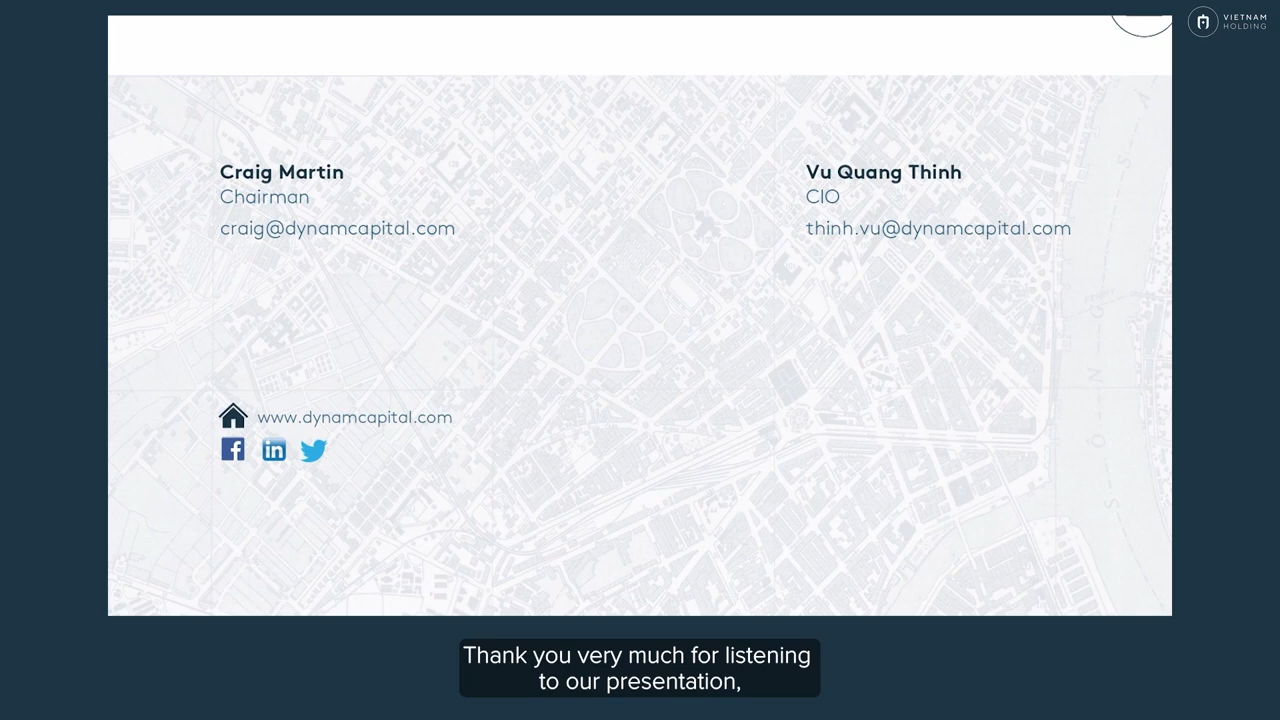 VIETNAM
HOLDING
Craig Martin
Chairman
craig@dynamcapital.com
Vu Quang Thinh
CIO
thinh.vu@dynamcapital.com
www.dynamcapital.com
Thank you very much for listening
to our presentation,